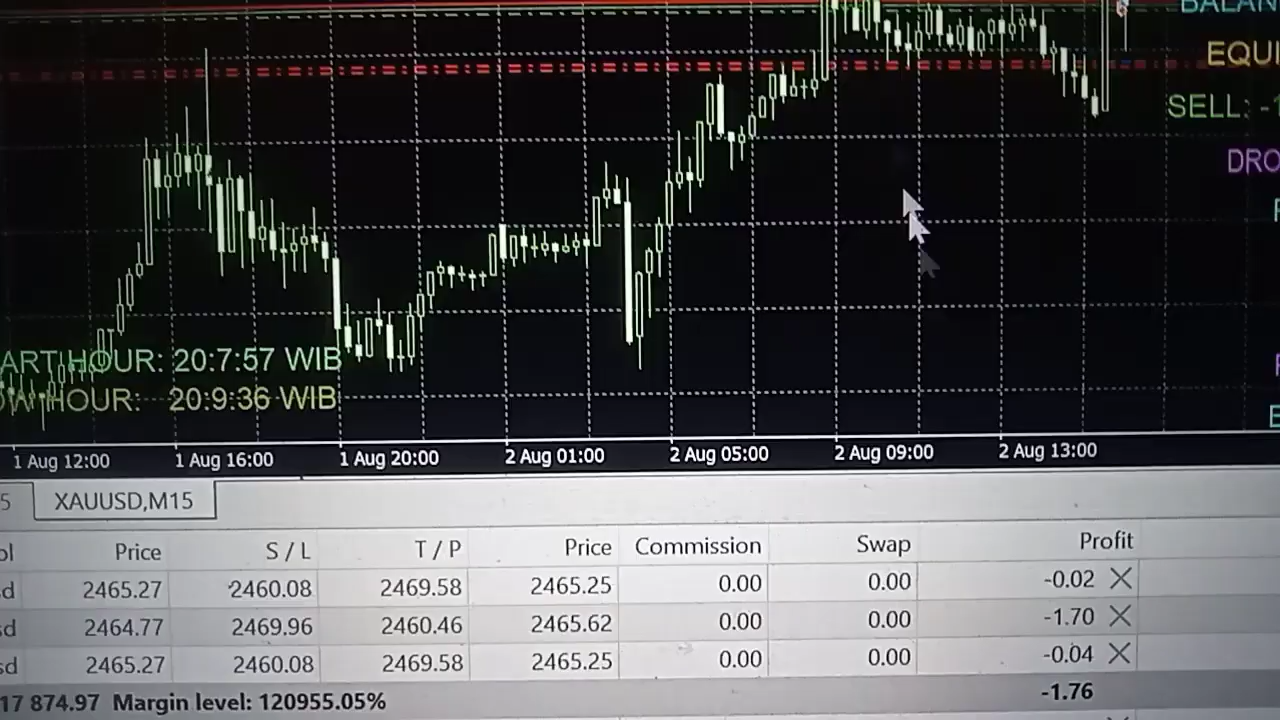 BALAN
EQUI
SELL: -
DRO
ART HOUR: 20:7:57 WIB
OW HOUR: 20:9:36 WIB
1 Aug 12:00 1 Aug 16:00 1 Aug 20:00 2 Aug 01:00 2 Aug 05:00 2 Aug 09:00 2 Aug 13:00
5 XAUUSD,M15
ol Price S / L T / P Price Commission Swap Profit
d 2465.27 2460.08 2469.58 2465.25 0.00 0.00 -0.02
sd 2464.77 2469.96 2460.46 2465.62 0.00 0.00 -1.70
sd 2465.27 2460.08 2469.58 2465.25 0.00 0.00 -0.04
17 874.97 Margin level: 120955.05% -1.76